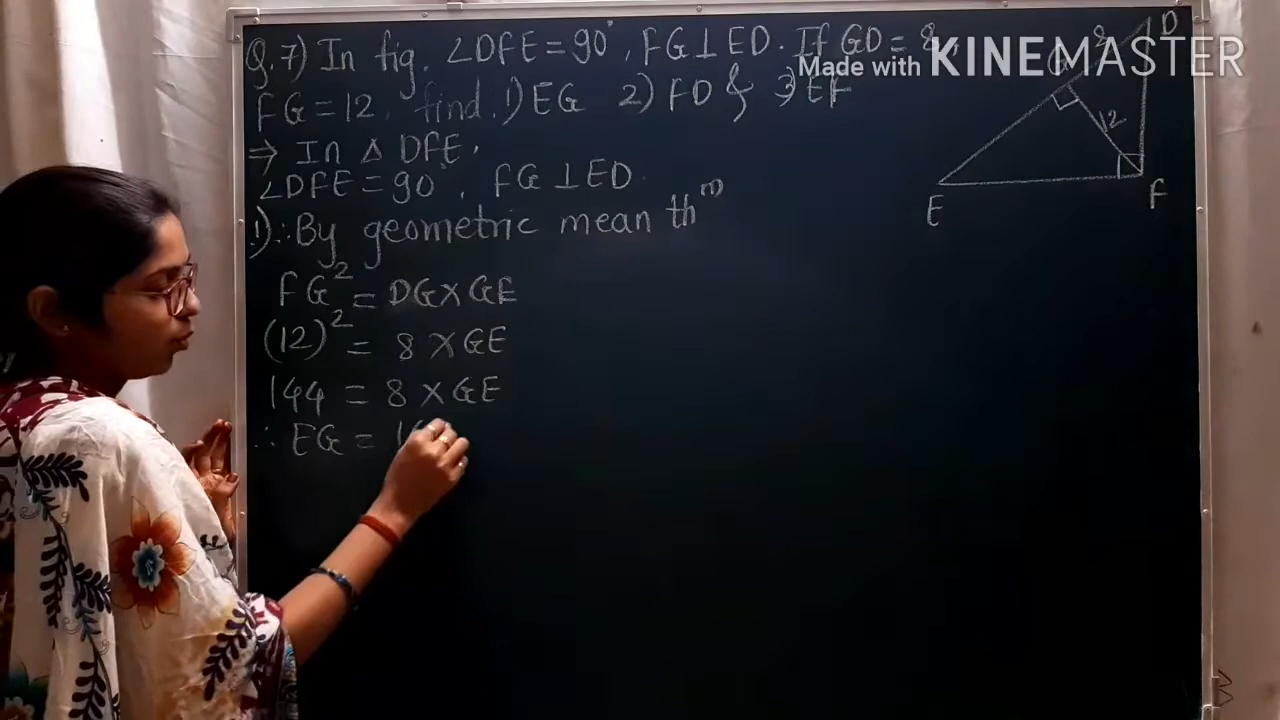 Q.7) In fig. ∠DFE = 90°, FG ⊥ ED. If GD = 8,
FG = 12, find. 1) EG 2) FD & 3) EF
Made with KINEMASTER
⇒ In △ DFE,
∠DFE = 90°, FG ⊥ ED.
1) ∴ By geometric mean thᵐ
FG² = DG × GE
(12)² = 8 × GE
144 = 8 × GE
∴ EG =
D
8
G
12
E
F